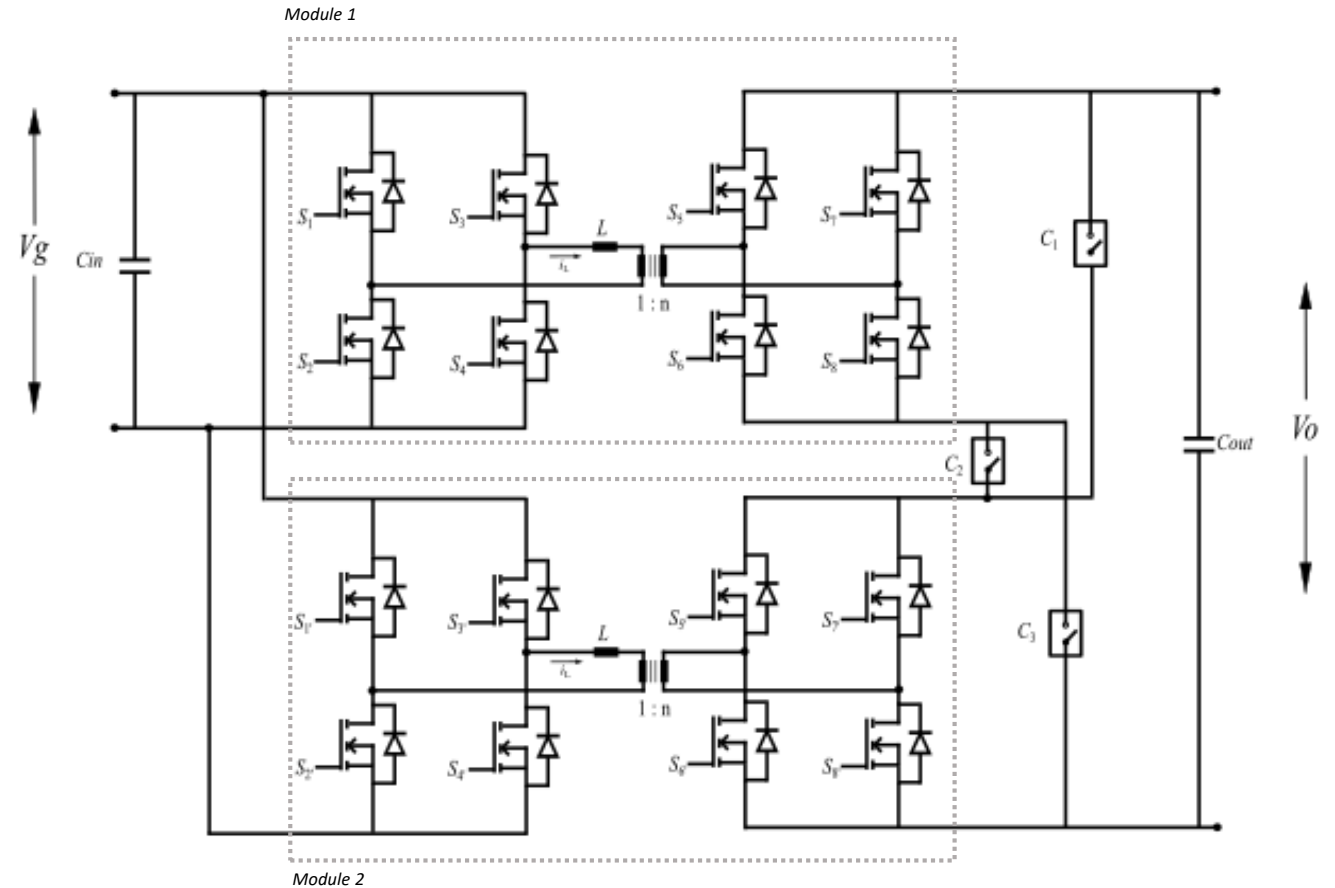 Module 1
Vg
Cin
S1
S3
L
iL
1 : n
S5
S7
C1
S2
S4
S6
S8
C2
Cout
Vo
S1'
S3'
L
iL
1 : n
S5'
S7'
C3
S2'
S4'
S6'
S8'
Module 2